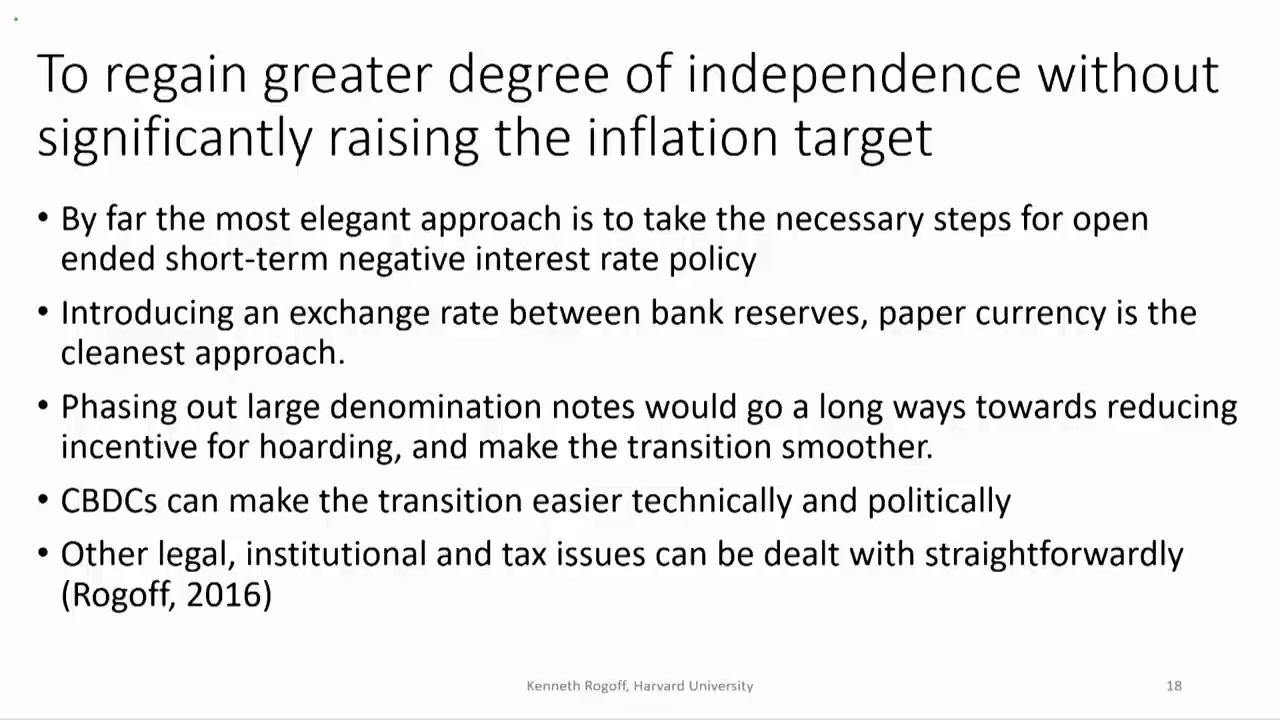 To regain greater degree of independence without
significantly raising the inflation target
• By far the most elegant approach is to take the necessary steps for open
ended short-term negative interest rate policy
• Introducing an exchange rate between bank reserves, paper currency is the
cleanest approach.
• Phasing out large denomination notes would go a long ways towards reducing
incentive for hoarding, and make the transition smoother.
• CBDCs can make the transition easier technically and politically
• Other legal, institutional and tax issues can be dealt with straightforwardly
(Rogoff, 2016)
Kenneth Rogoff, Harvard University
18